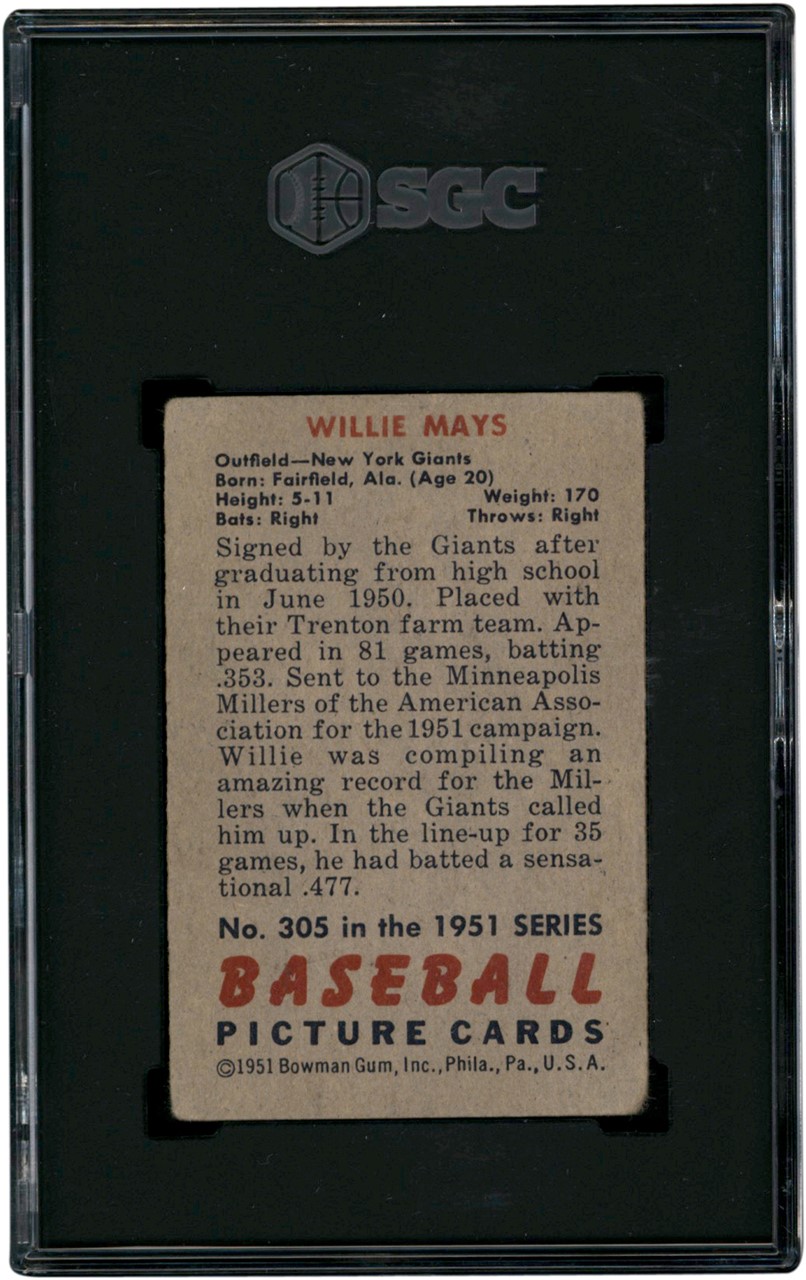 SGC
WILLIE MAYS
Outfield—New York Giants
Born: Fairfield, Ala. (Age 20)
Height: 5-11 Weight: 170
Bats: Right Throws: Right
Signed by the Giants after
graduating from high school
in June 1950. Placed with
their Trenton farm team. Ap-
peared in 81 games, batting
.353. Sent to the Minneapolis
Millers of the American Asso-
ciation for the 1951 campaign.
Willie was compiling an
amazing record for the Mil-
lers when the Giants called
him up. In the line-up for 35
games, he had batted a sensa-
tional .477.
No. 305 in the 1951 SERIES
BASEBALL
PICTURE CARDS
©1951 Bowman Gum, Inc., Phila., Pa., U.S.A.